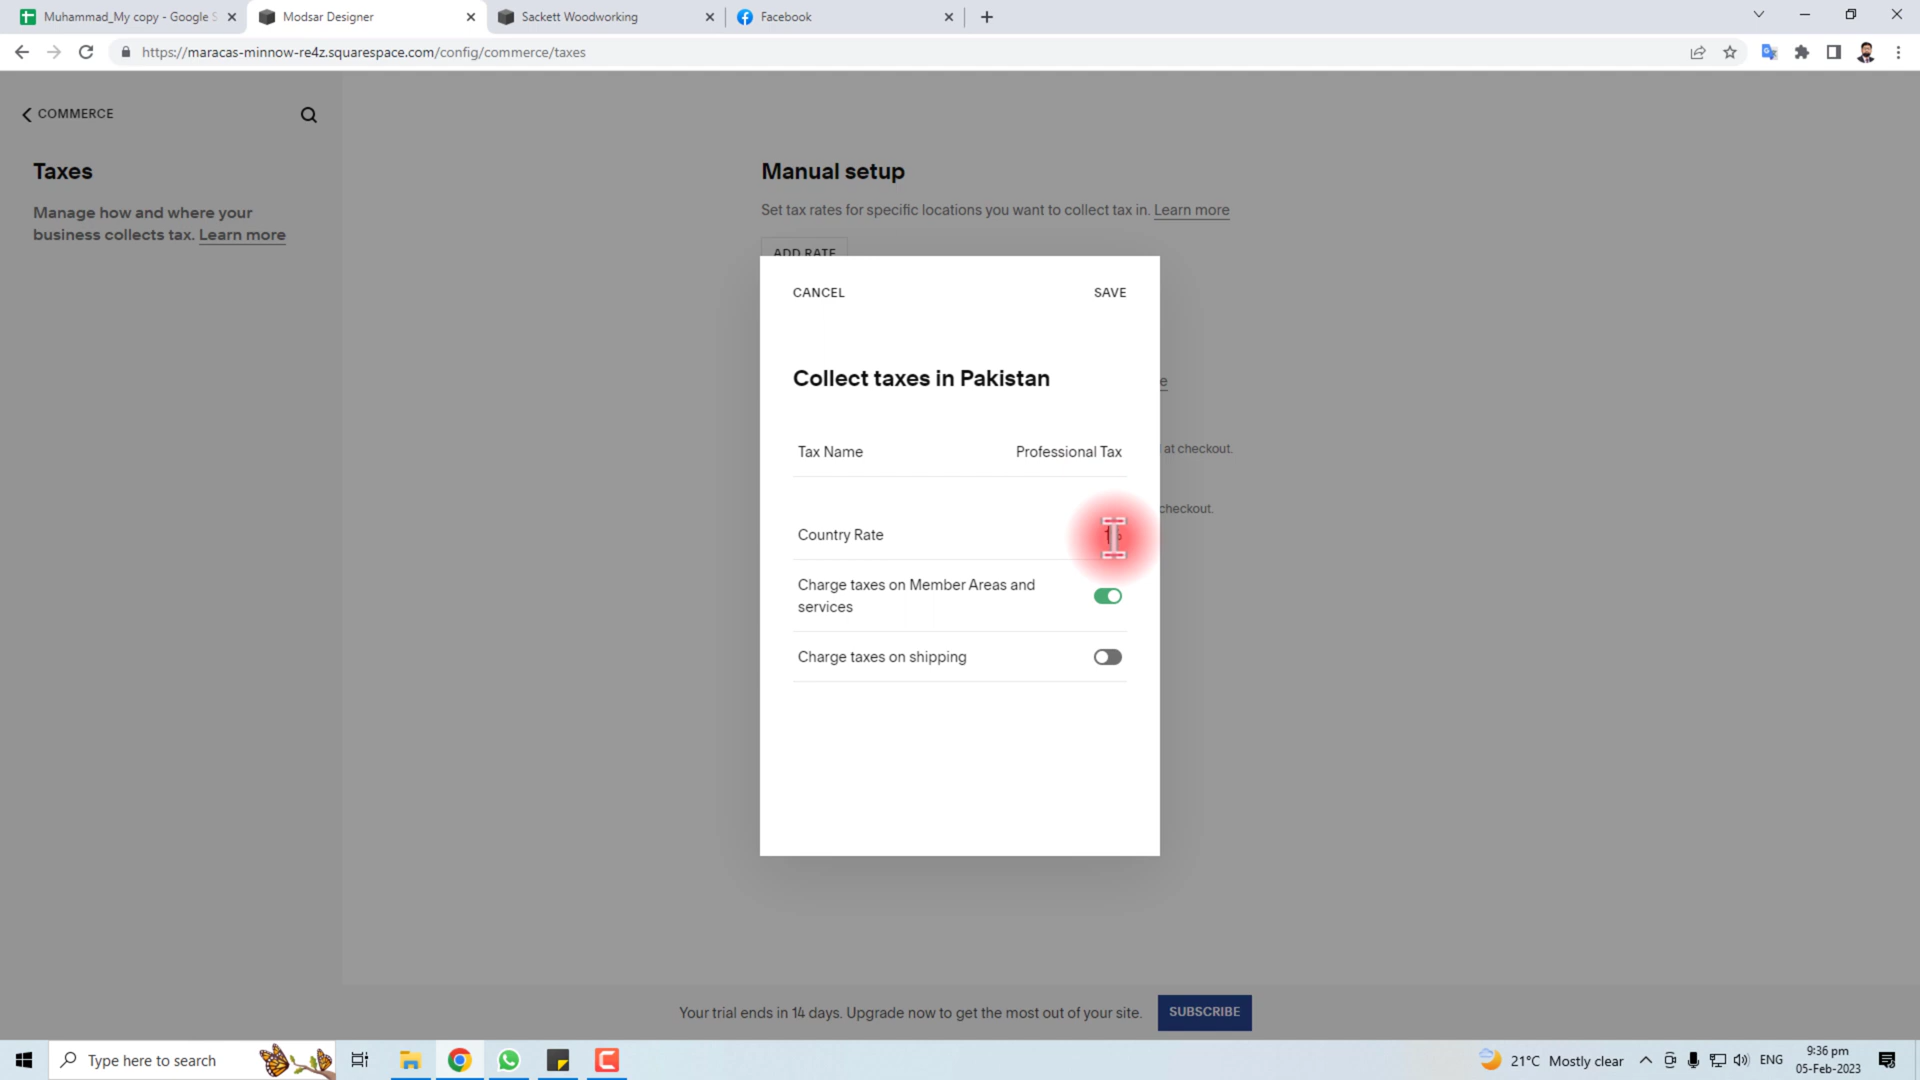 Muhammad_My copy - Google S
Modsar Designer
Sackett Woodworking
Facebook
https://maracas-minnow-re4z.squarespace.com/config/commerce/taxes
COMMERCE
Taxes
Manage how and where your
business collects tax. Learn more
Manual setup
Set tax rates for specific locations you want to collect tax in. Learn more
ADD RATE
CANCEL
SAVE
Collect taxes in Pakistan
e
Tax Name
Professional Tax
at checkout.
checkout.
Country Rate
Charge taxes on Member Areas and
services
Charge taxes on shipping
Your trial ends in 14 days. Upgrade now to get the most out of your site.
SUBSCRIBE
Type here to search
21°C Mostly clear
ENG
9:36 pm
05-Feb-2023